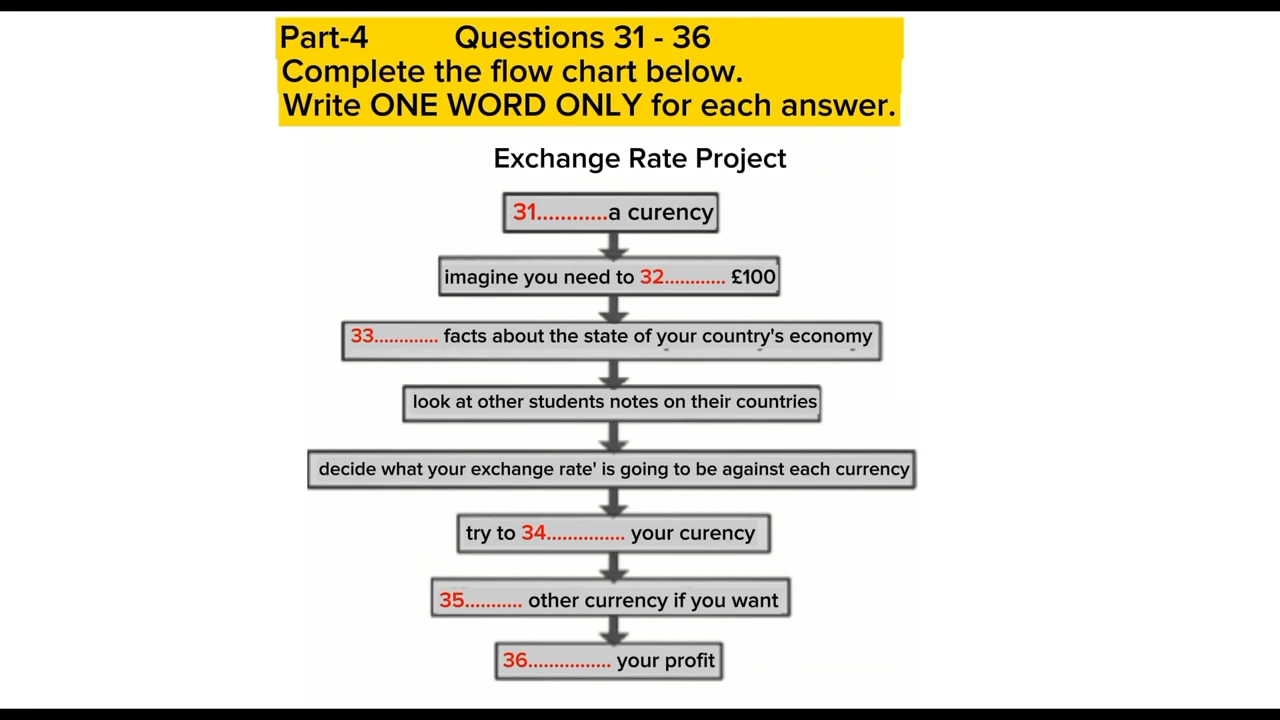 Part-4 Questions 31 - 36
Complete the flow chart below.
Write ONE WORD ONLY for each answer.
Exchange Rate Project
31............a curency
imagine you need to 32............ £100
33............. facts about the state of your country's economy
look at other students notes on their countries
decide what your exchange rate' is going to be against each currency
try to 34............... your curency
35........... other currency if you want
36................ your profit